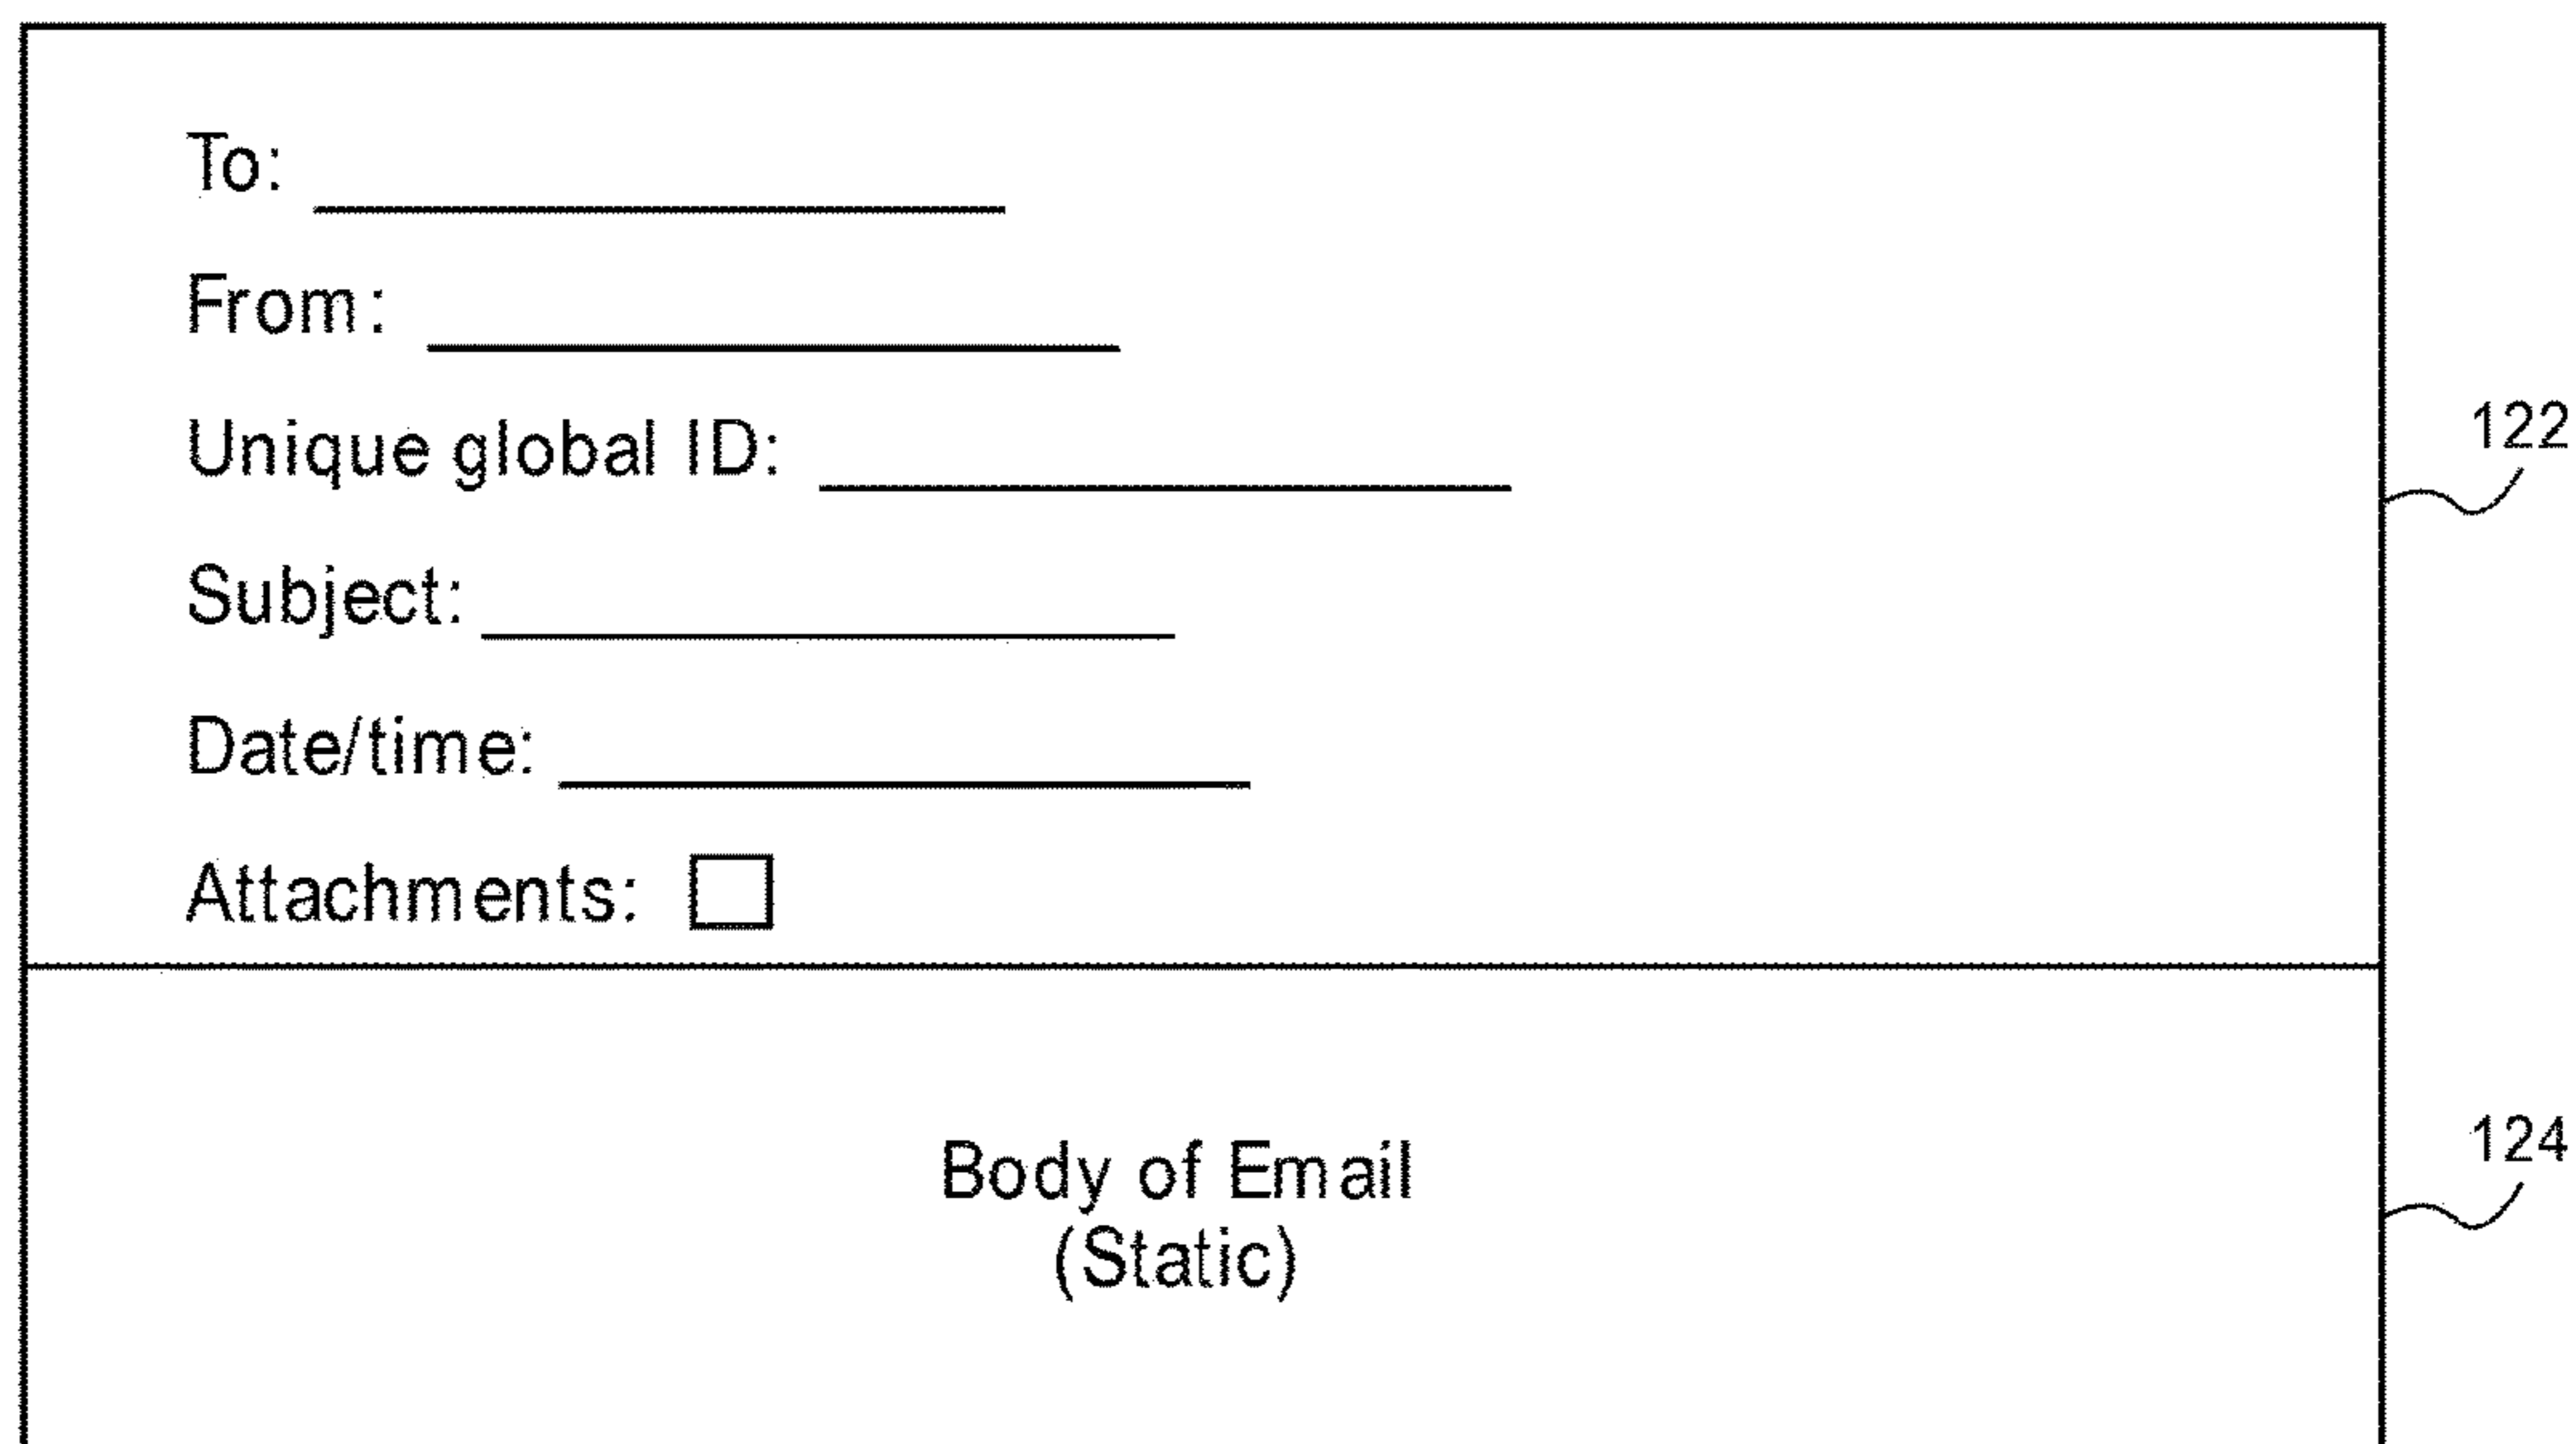 To:
From:
Unique global ID:
122
Subject:
Date/time:
Attachments:
124
Body of Email
(Static)